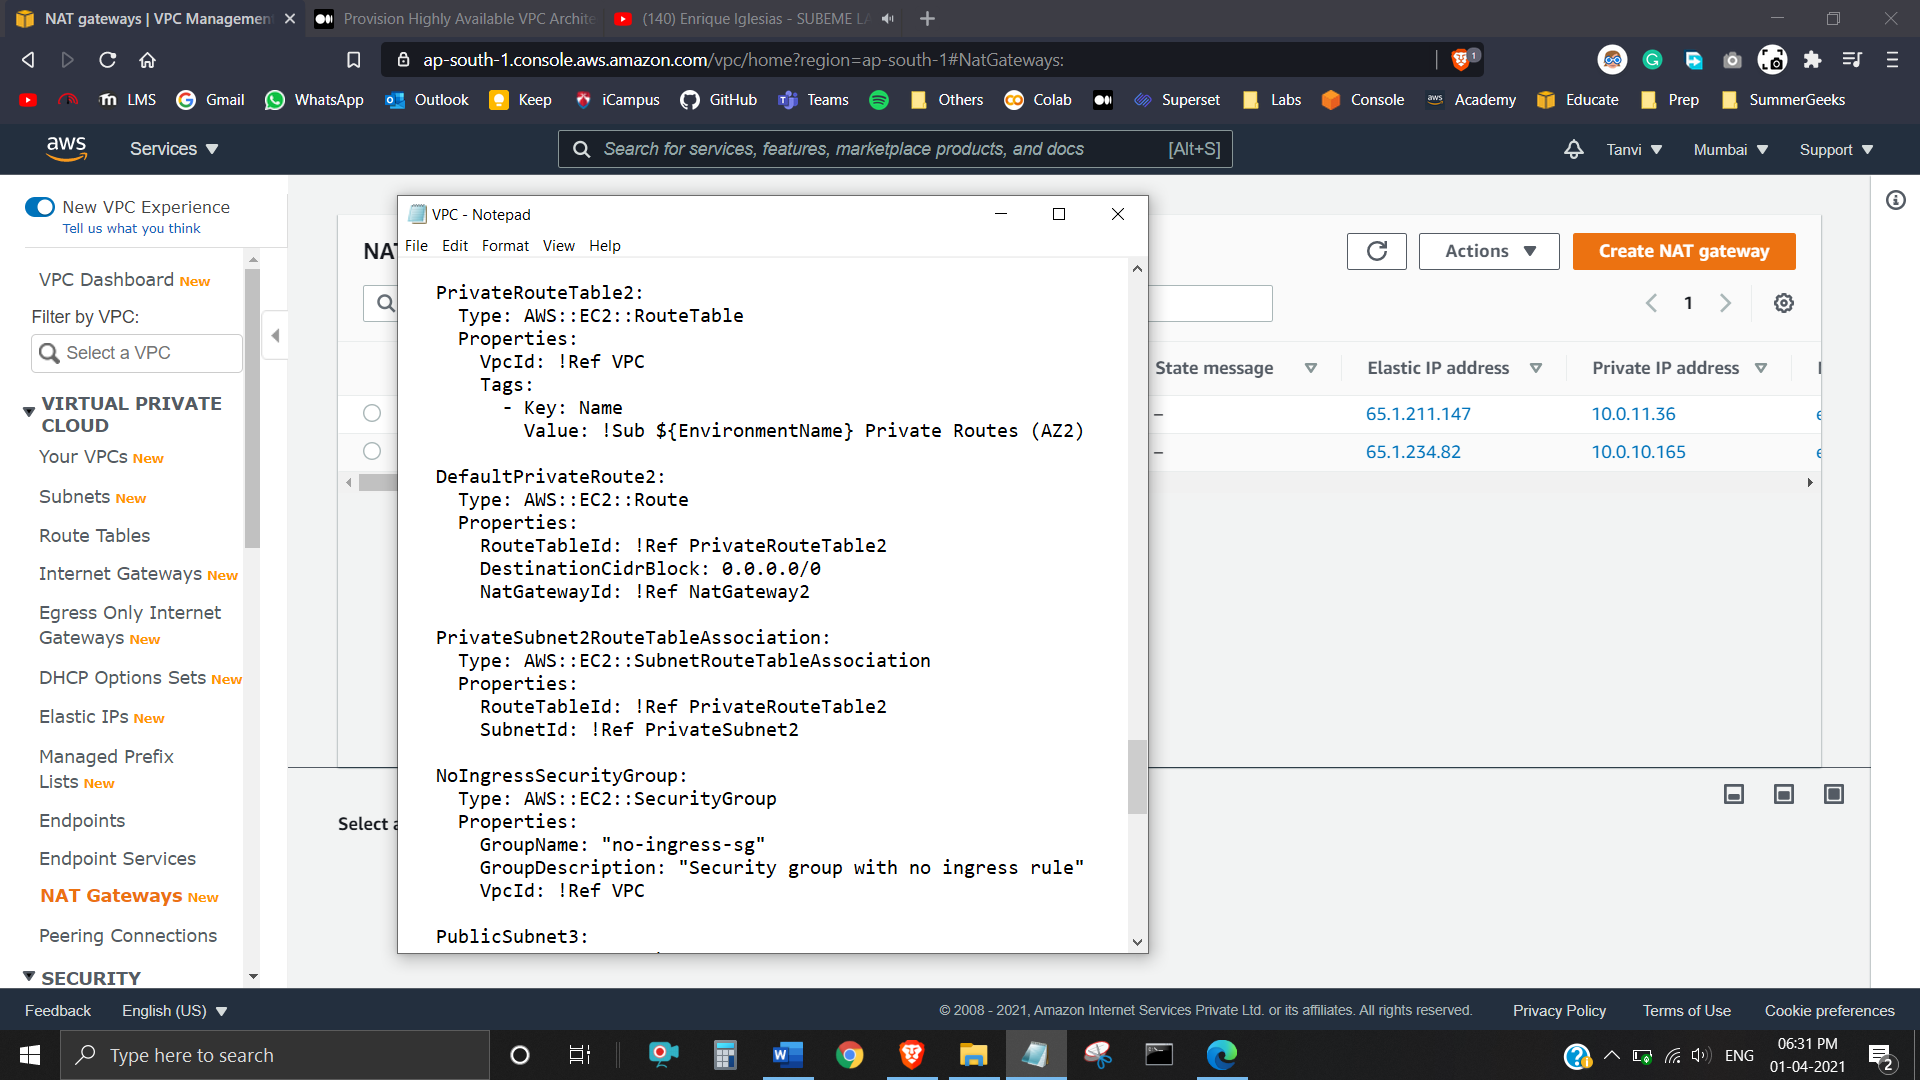 NAT gateways | VPC Management
Provision Highly Available VPC Archite
(140) Enrique Iglesias - SUBEME LA
ap-south-1.console.aws.amazon.com/vpc/home?region=ap-south-1#NatGateways:
1
LMS
Gmail
WhatsApp
Outlook
Keep
iCampus
GitHub
Teams
Others
Colab
Superset
Labs
Console
aws
Academy
Educate
Prep
SummerGeeks
aws
Services
Search for services, features, marketplace products, and docs
[Alt+S]
Tanvi
Mumbai
Support
New VPC Experience
Tell us what you think
VPC Dashboard New
Filter by VPC:
Select a VPC
VIRTUAL PRIVATE
CLOUD
Your VPCs New
Subnets New
Route Tables
Internet Gateways New
Egress Only Internet
Gateways New
DHCP Options Sets New
Elastic IPs New
Managed Prefix
Lists New
Endpoints
Endpoint Services
NAT Gateways New
Peering Connections
SECURITY
NAT
Actions
Create NAT gateway
1
State message
Elastic IP address
Private IP address
–
65.1.211.147
10.0.11.36
e
–
65.1.234.82
10.0.10.165
e
Select a
VPC - Notepad
File Edit Format View Help
PrivateRouteTable2:
Type: AWS::EC2::RouteTable
Properties:
VpcId: !Ref VPC
Tags:
- Key: Name
Value: !Sub ${EnvironmentName} Private Routes (AZ2)
DefaultPrivateRoute2:
Type: AWS::EC2::Route
Properties:
RouteTableId: !Ref PrivateRouteTable2
DestinationCidrBlock: 0.0.0.0/0
NatGatewayId: !Ref NatGateway2
PrivateSubnet2RouteTableAssociation:
Type: AWS::EC2::SubnetRouteTableAssociation
Properties:
RouteTableId: !Ref PrivateRouteTable2
SubnetId: !Ref PrivateSubnet2
NoIngressSecurityGroup:
Type: AWS::EC2::SecurityGroup
Properties:
GroupName: "no-ingress-sg"
GroupDescription: "Security group with no ingress rule"
VpcId: !Ref VPC
PublicSubnet3:
Feedback
English (US)
© 2008 - 2021, Amazon Internet Services Private Ltd. or its affiliates. All rights reserved.
Privacy Policy
Terms of Use
Cookie preferences
Type here to search
ENG
06:31 PM
01-04-2021
2